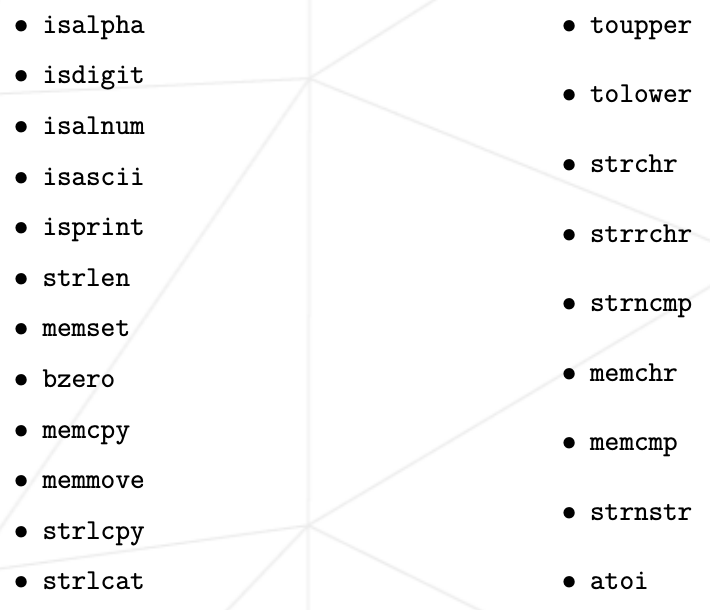 • isalpha
• isdigit
• isalnum
• isascii
• isprint
• strlen
• memset
• bzero
• memcpy
• memmove
• strlcpy
• strlcat
• toupper
• tolower
• strchr
• strrchr
• strncmp
• memchr
• memcmp
• strnstr
• atoi